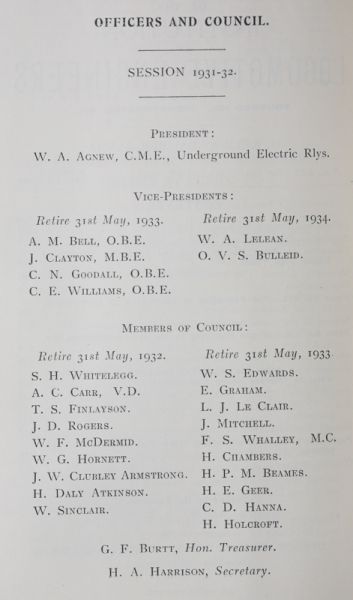 OFFICERS AND COUNCIL.
SESSION 1931-32.
PRESIDENT:
W. A. AGNEW, C.M.E., Underground Electric Rlys.
VICE-PRESIDENTS:
Retire 31st May, 1933.
A. M. BELL, O.B.E.
J. CLAYTON, M.B.E.
C. N. GOODALL, O.B.E.
C. E. WILLIAMS, O.B.E.
Retire 31st May, 1934.
W. A. LELEAN.
O. V. S. BULLEID.
MEMBERS OF COUNCIL:
Retire 31st May, 1932.
S. H. WHITELEGG.
A. C. CARR, V.D.
T. S. FINLAYSON.
J. D. ROGERS.
W. F. MCDERMID.
W. G. HORNETT.
J. W. CLUBLEY ARMSTRONG.
H. DALY ATKINSON.
W. SINCLAIR.
Retire 31st May, 1933.
W. S. EDWARDS.
E. GRAHAM.
L. J. LE CLAIR.
J. MITCHELL.
F. S. WHALLEY, M.C.
H. CHAMBERS.
H. P. M. BEAMES.
H. E. GEER.
C. D. HANNA.
H. HOLCROFT.
G. F. BURTT, Hon. Treasurer.
H. A. HARRISON, Secretary.